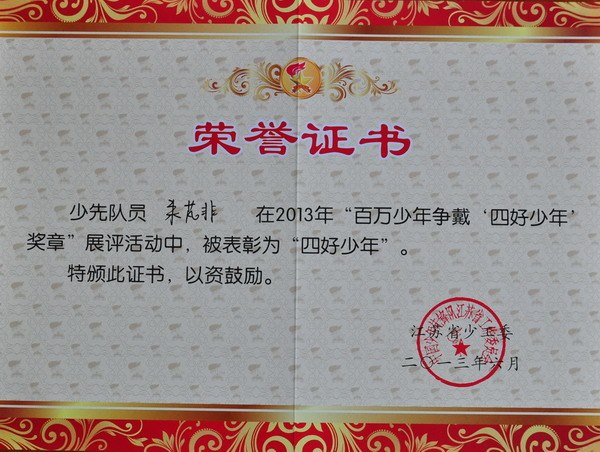 荣誉证书
少先队员 在2013年“百万少年争戴‘四好少年’
奖章”展评活动中，被表彰为“四好少年”。
特颁此证书，以资鼓励。
江苏省少工委
二〇一三年六月